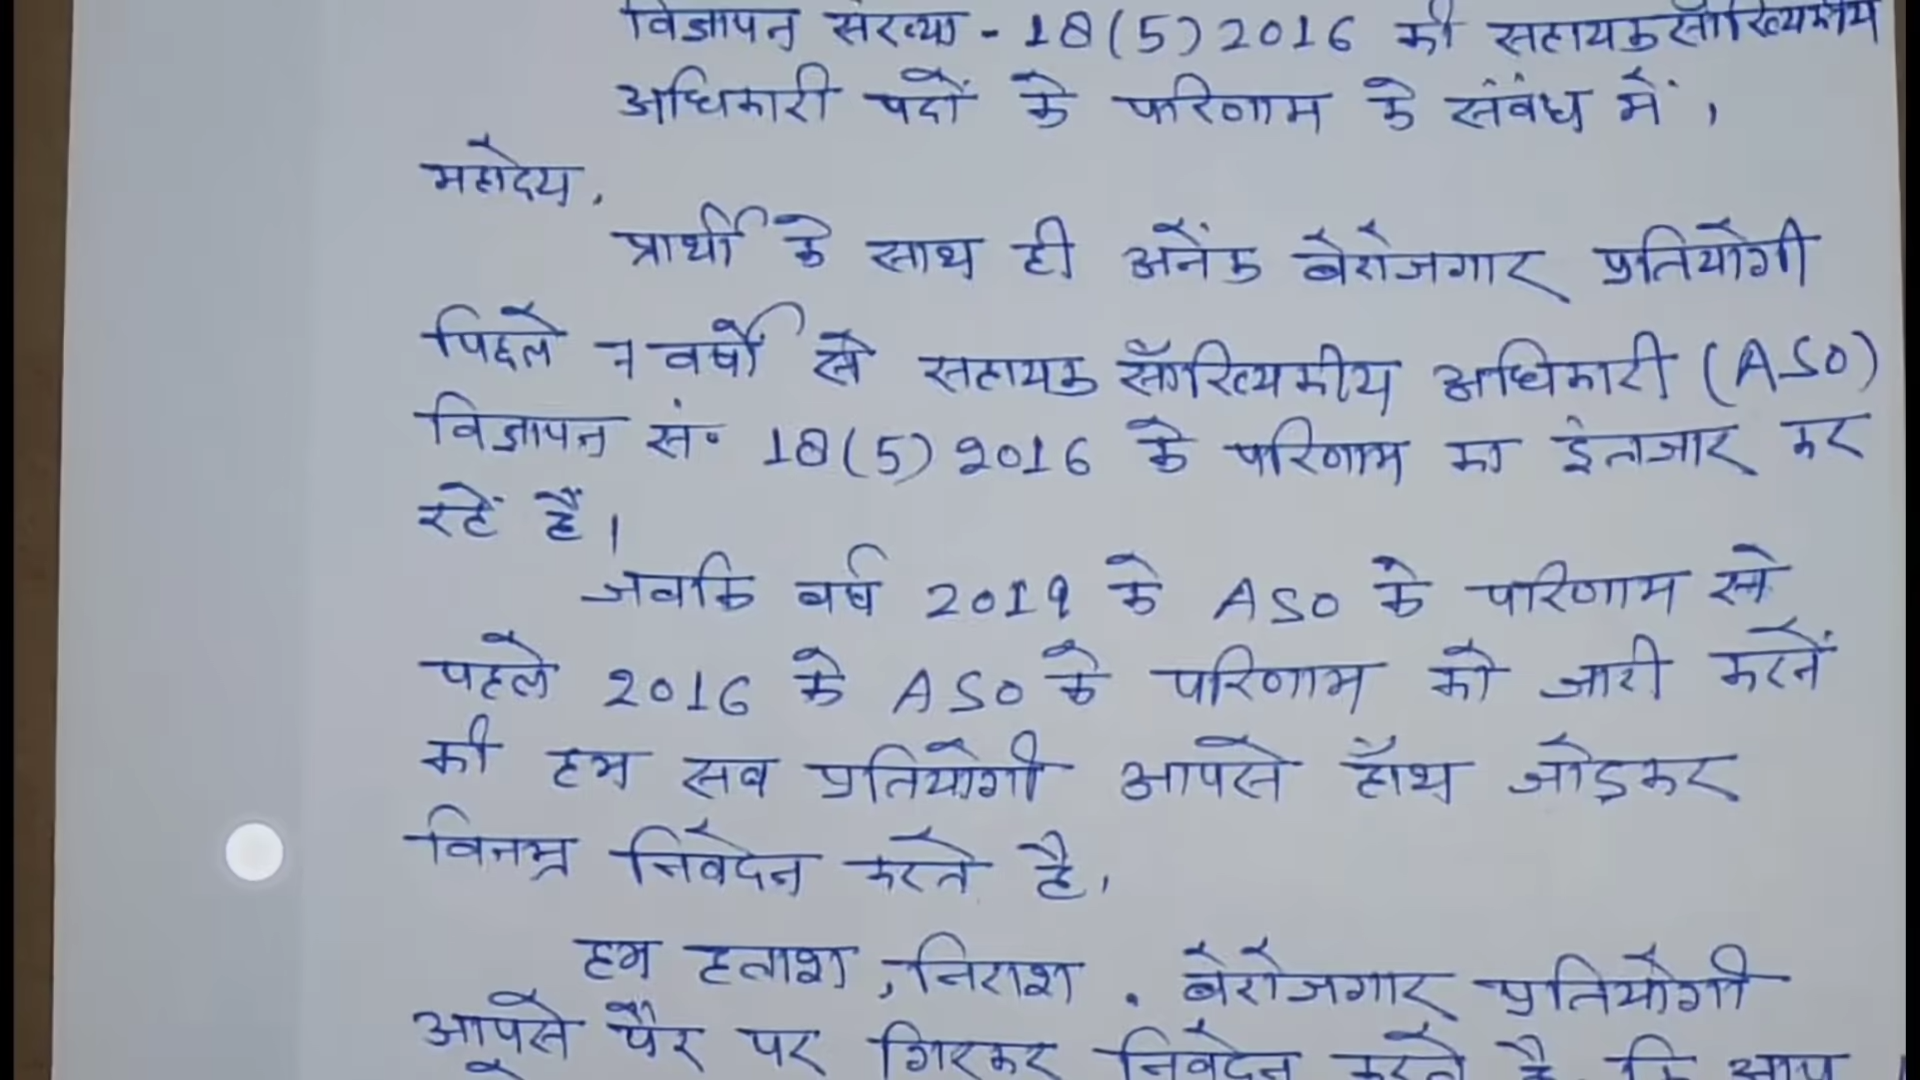 विज्ञापन संख्या - 18(5)2016 की सहायक सांख्यिकीय
अधिकारी पदों के परिणाम के संबंध में,
महोदय,
प्रार्थी के साथ ही अनेंक बेरोजगार प्रतियोगी
पिछले 7 वर्षों से सहायक सॉख्यिकीय अधिकारी (ASO)
विज्ञापन सं॰ 18(5)2016 के परिणाम का इंतजार कर
रहें हैं।
जबकि वर्ष 2019 के ASO के परिणाम से
पहले 2016 के ASO के परिणाम को जारी करनें
की हम सब प्रतियोगी आपसे हॉथ जोड़कर
विनम्र निवेदन करते है,
हम हताश, निराश, बेरोजगार प्रतियोगी
आपसे पैर पर गिरकर निवेदन करते है कि आप